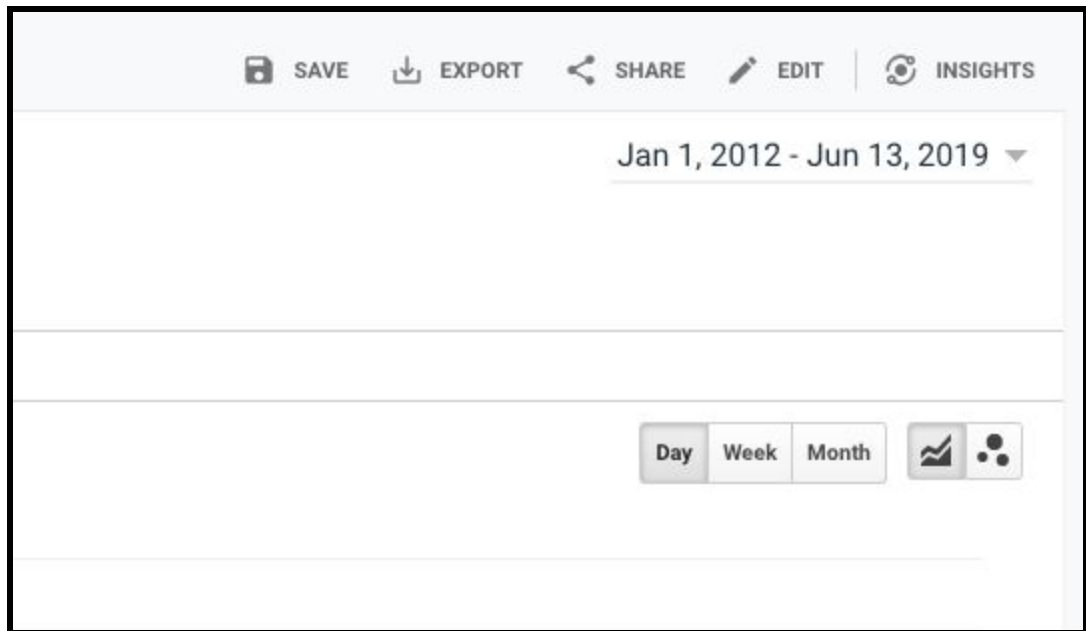 SAVE EXPORT SHARE EDIT INSIGHTS
Jan 1, 2012 - Jun 13, 2019
Day Week Month